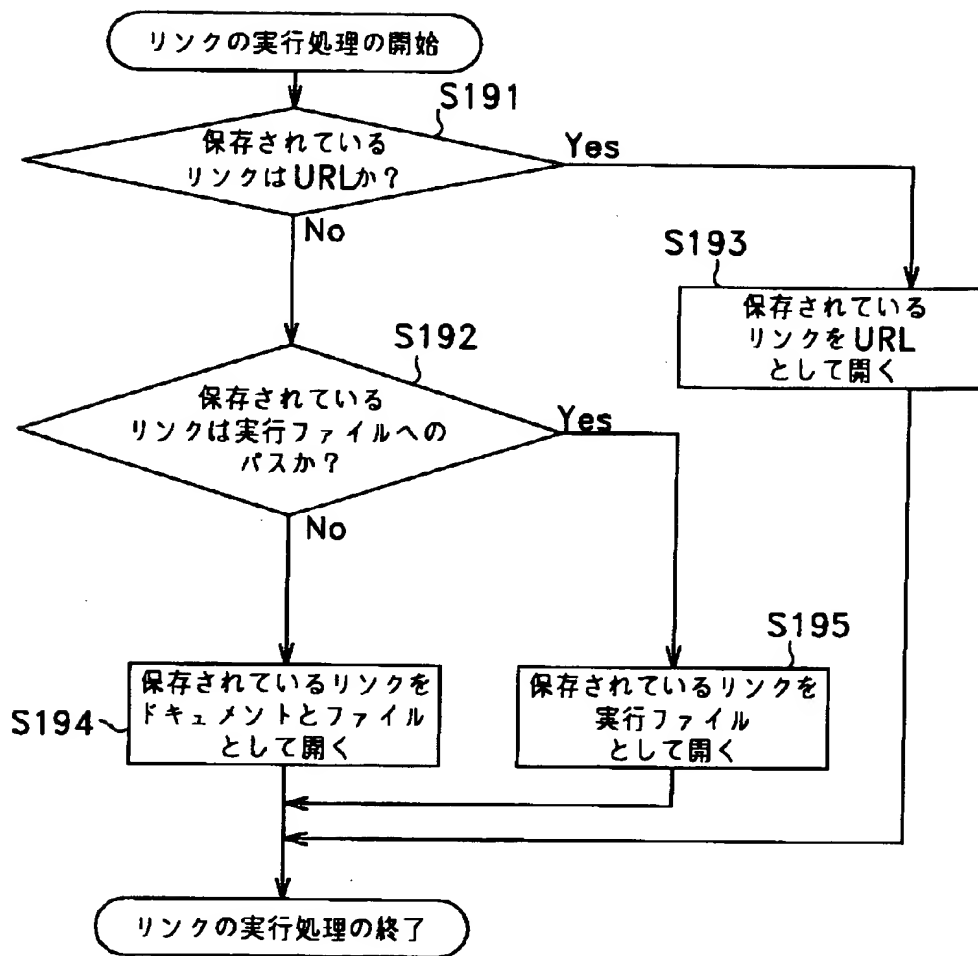 リンクの実行処理の開始
S191
保存されている
リンクはURLか？
Yes
No
S193
保存されている
リンクをURL
として開く
S192
保存されている
リンクは実行ファイルへの
パスか？
Yes
No
S195
保存されているリンクを
ドキュメントとファイル
として開く
S194
保存されているリンクを
実行ファイル
として開く
リンクの実行処理の終了